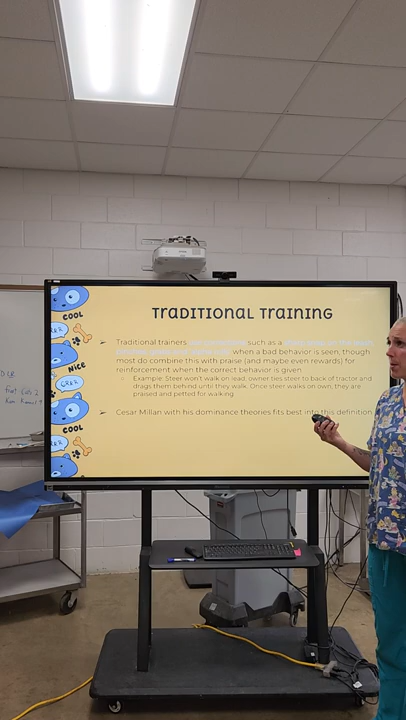 Traditional Training
COOL
GRR
NICE
GRRR
COOL
GRR
➢ Traditional trainers such as a
when a bad behavior is seen, though
most do combine this with praise (and maybe even rewards) for
reinforcement when the correct behavior is given.
○ Example: Steer won't walk on lead, owner ties steer to back of tractor and
drags them behind until they walk. Once steer walks on own, they are
praised and petted for walking.
➢ Cesar Millan with his dominance theories fits best into this definition